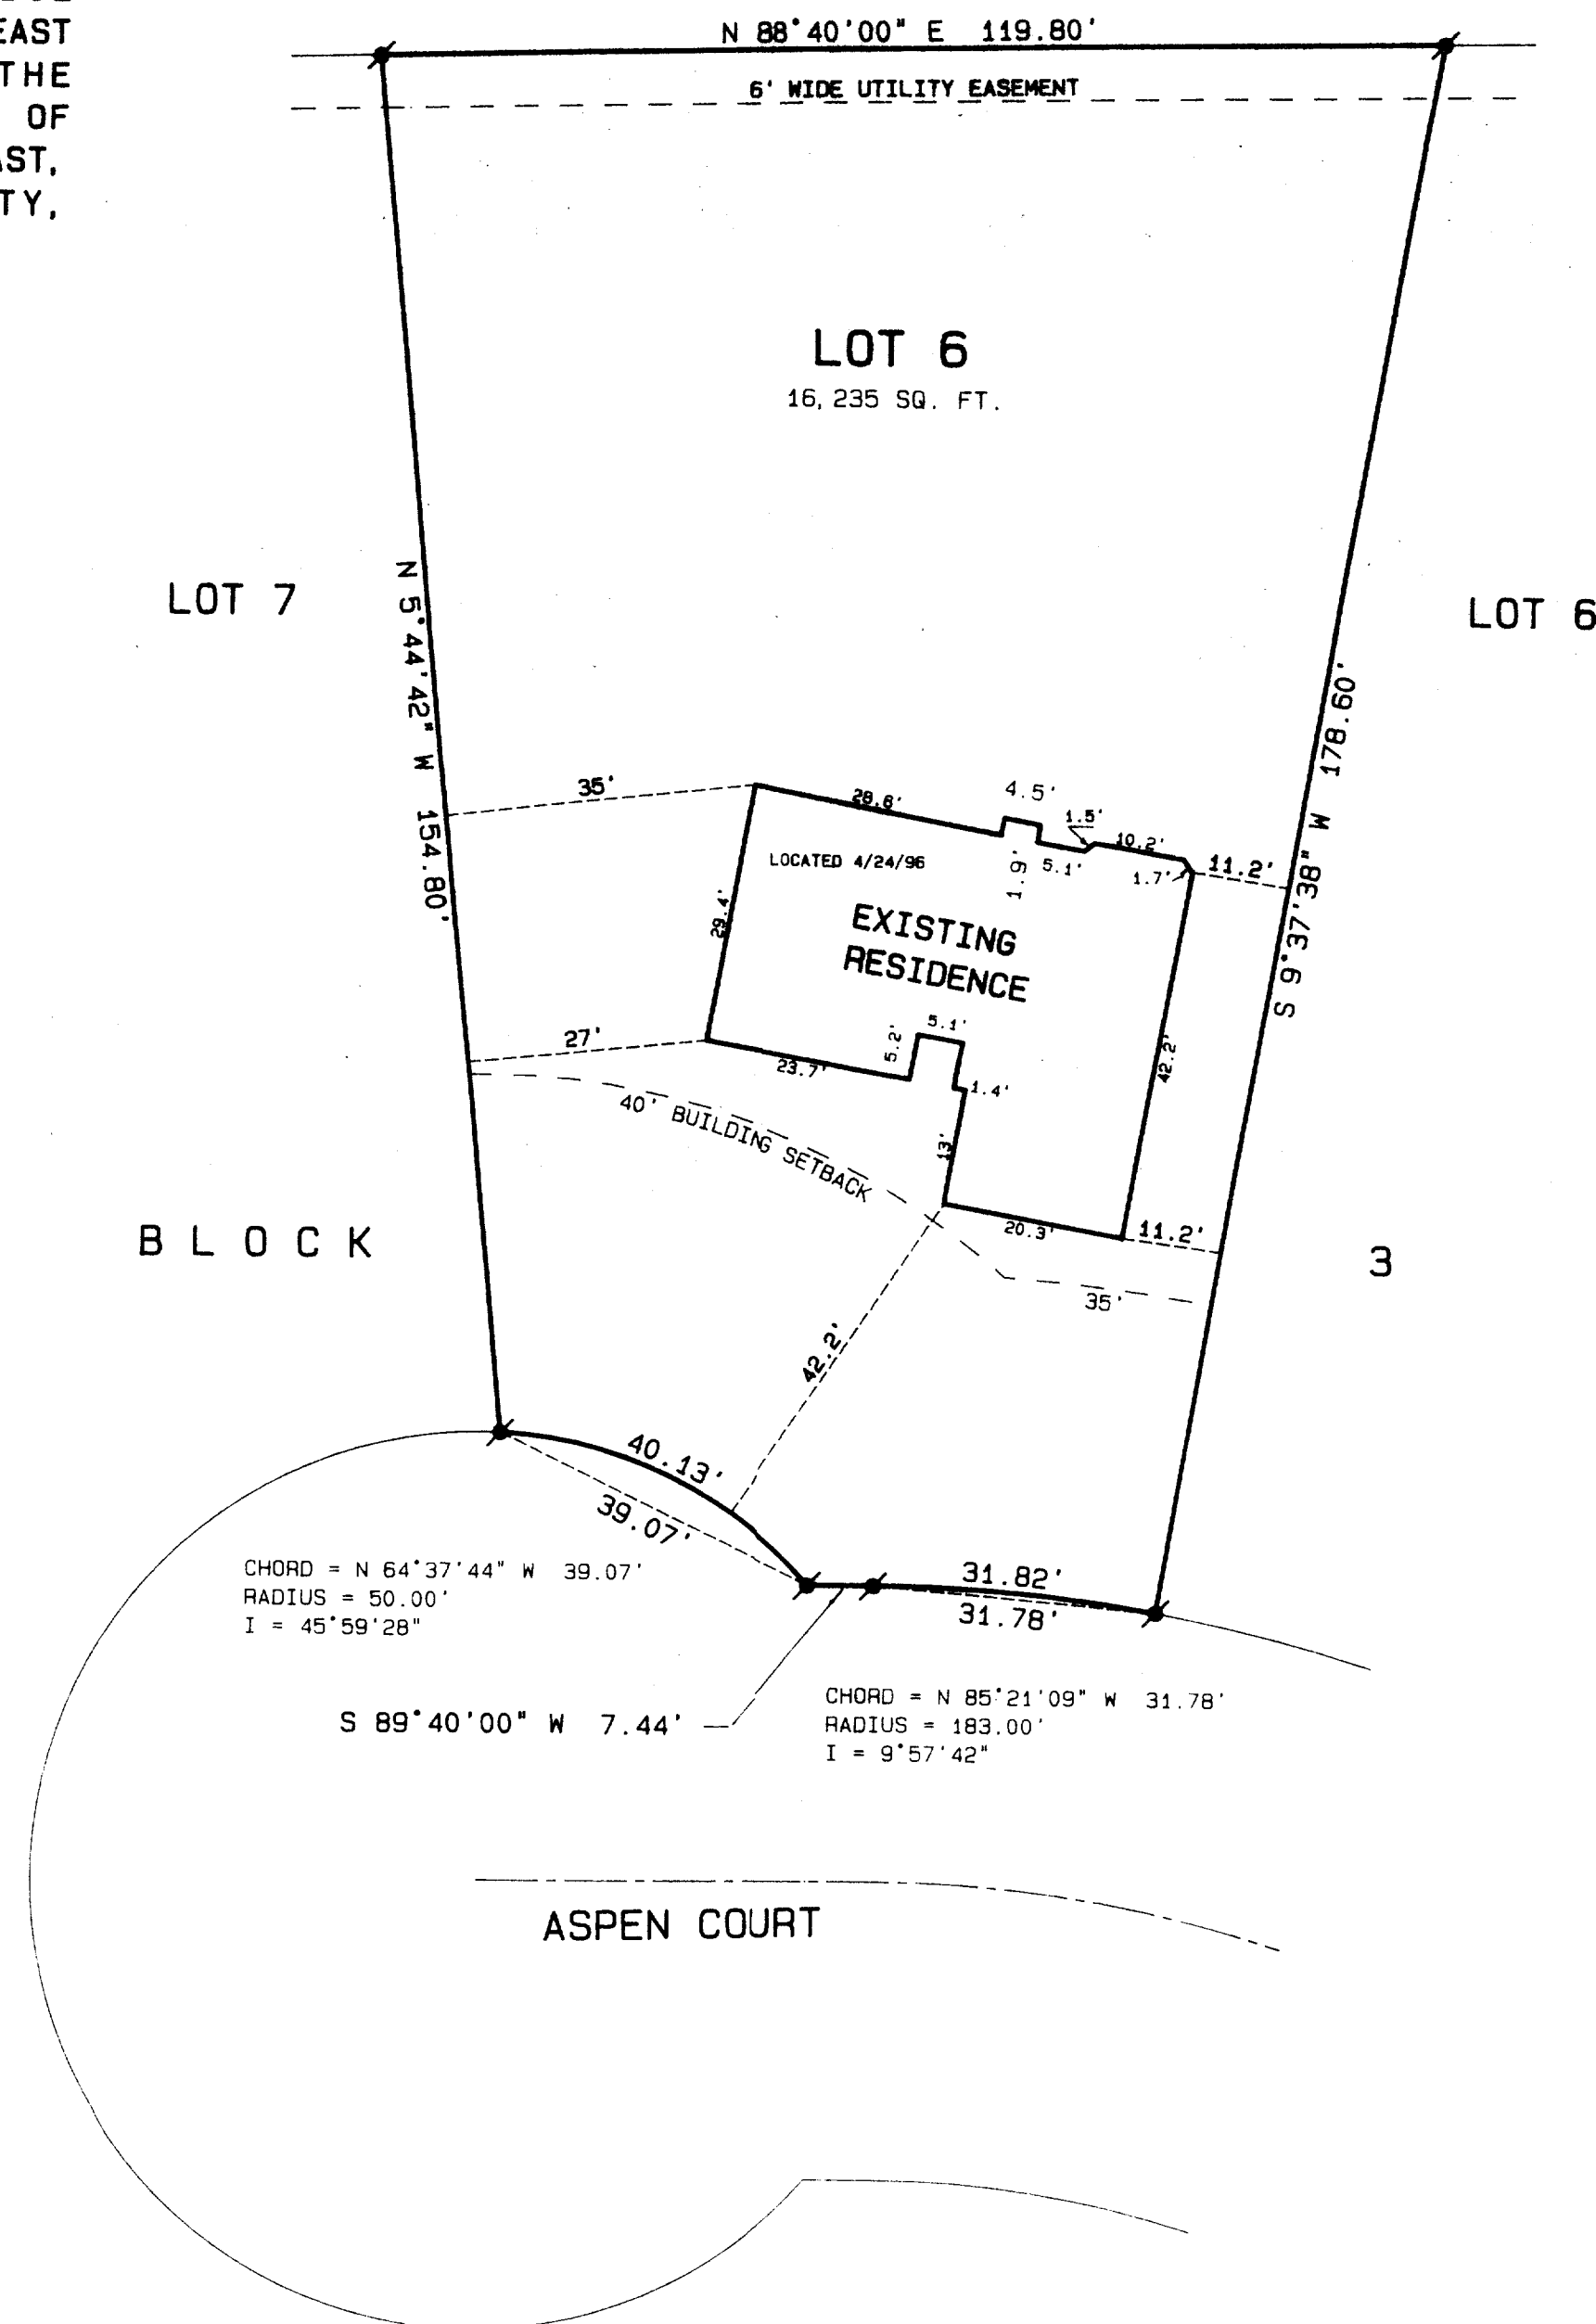 EAST
THE
OF
AST,
TY,
N 88°40'00" E 119.80'
6' WIDE UTILITY EASEMENT
LOT 6
16,235 SQ. FT.
LOT 7
LOT 6
N 5°44'42" W 154.80'
S 9°37'38" W 178.60'
35'
28.6'
4.5'
1.9'
5.1'
1.5'
10.2'
1.7'
11.2'
LOCATED 4/24/96
29.4'
EXISTING
RESIDENCE
42.2'
27'
23.7'
5.2'
5.1'
1.4'
13'
20.3'
11.2'
40' BUILDING SETBACK
35'
BLOCK
3
42.2'
40.13'
39.07'
CHORD = N 64°37'44" W 39.07'
RADIUS = 50.00'
I = 45°59'28"
31.82'
31.78'
S 89°40'00" W 7.44'
CHORD = N 85°21'09" W 31.78'
RADIUS = 183.00'
I = 9°57'42"
ASPEN COURT